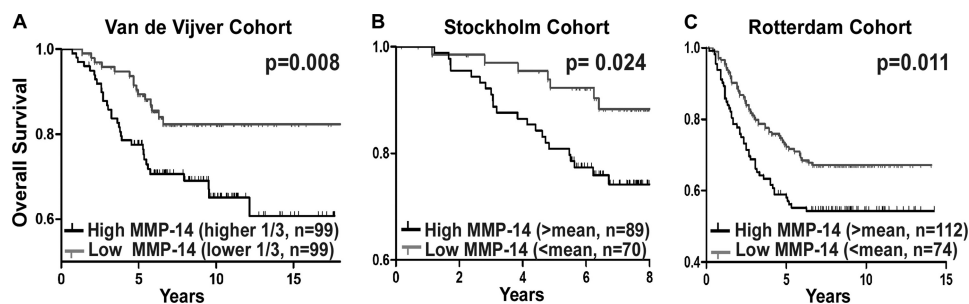 A Van de Vijver Cohort
p=0.008
Overall Survival
1.0
0.8
0.6
High MMP-14 (higher 1/3, n=99)
Low MMP-14 (lower 1/3, n=99)
0 5 10 15
Years
B Stockholm Cohort
p= 0.024
1.0
0.8
0.6
High MMP-14 (>mean, n=89)
Low MMP-14 (<mean, n=70)
0 2 4 6 8
Years
C Rotterdam Cohort
p=0.011
1.0
0.8
0.6
0.4
High MMP-14 (>mean, n=112)
Low MMP-14 (<mean, n=74)
0 5 10 15
Years